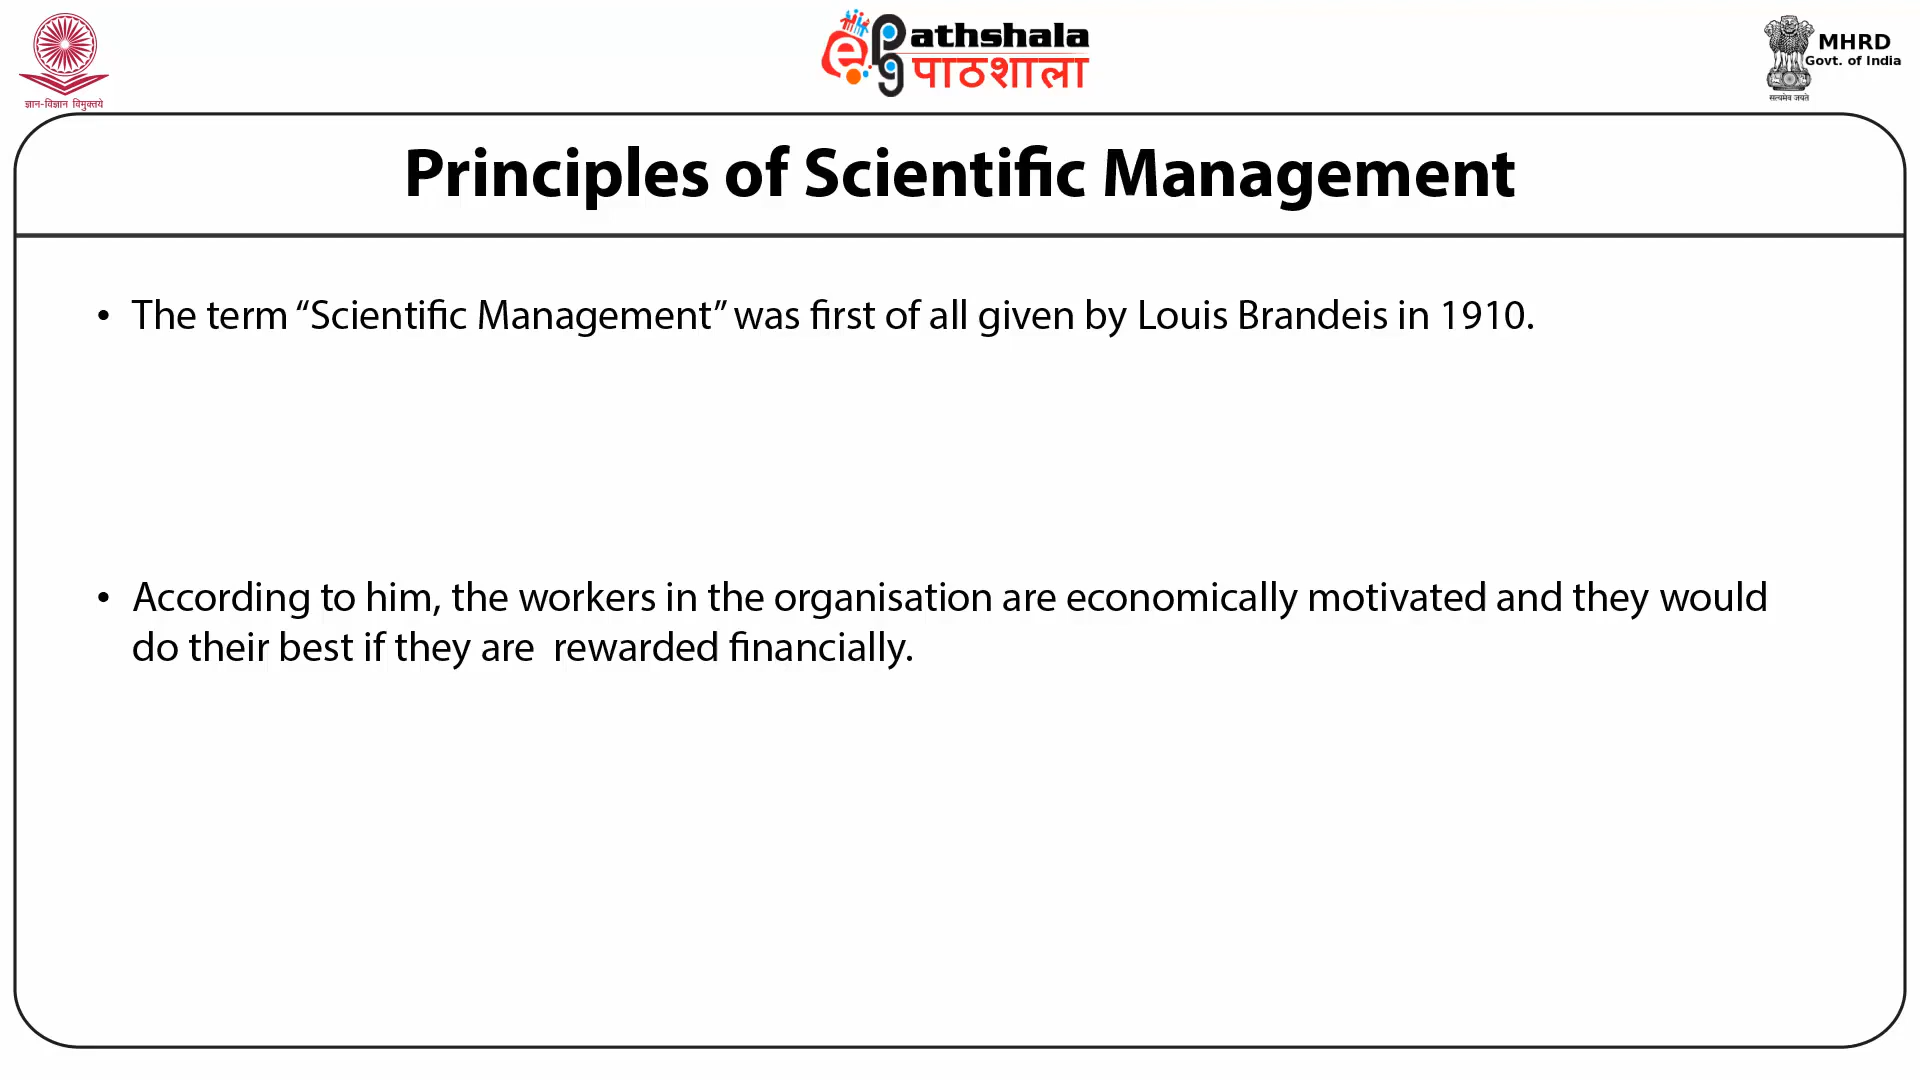 ज्ञान-विज्ञान विमुक्तये
ePathshala
पाठशाला
MHRD
Govt. of India
सत्यमेव जयते
Principles of Scientific Management
• The term “Scientific Management” was first of all given by Louis Brandeis in 1910.
• According to him, the workers in the organisation are economically motivated and they would
do their best if they are  rewarded financially.